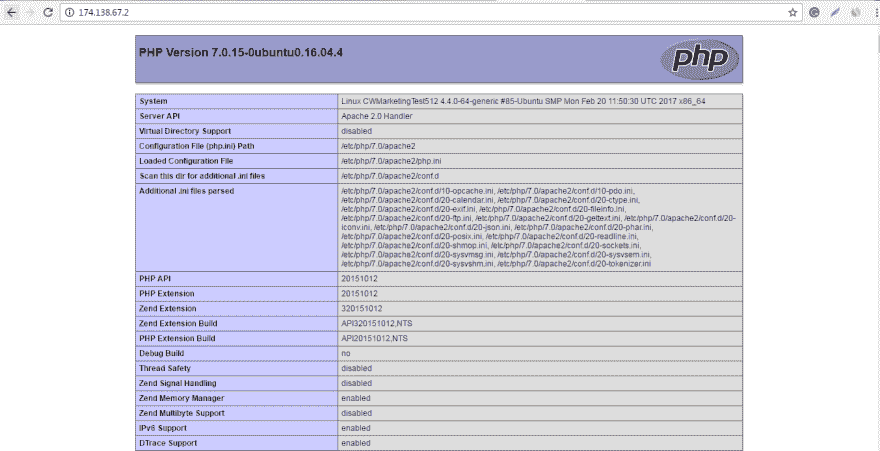 174.138.67.2
PHP Version 7.0.15-0ubuntu0.16.04.4
php
System Linux CWMarketingTest512 4.4.0-64-generic #85-Ubuntu SMP Mon Feb 20 11:50:30 UTC 2017 x86_64
Server API Apache 2.0 Handler
Virtual Directory Support disabled
Configuration File (php.ini) Path /etc/php/7.0/apache2
Loaded Configuration File /etc/php/7.0/apache2/php.ini
Scan this dir for additional .ini files /etc/php/7.0/apache2/conf.d
Additional .ini files parsed /etc/php/7.0/apache2/conf.d/10-opcache.ini, /etc/php/7.0/apache2/conf.d/10-pdo.ini,
/etc/php/7.0/apache2/conf.d/20-calendar.ini, /etc/php/7.0/apache2/conf.d/20-ctype.ini,
/etc/php/7.0/apache2/conf.d/20-exif.ini, /etc/php/7.0/apache2/conf.d/20-fileinfo.ini,
/etc/php/7.0/apache2/conf.d/20-ftp.ini, /etc/php/7.0/apache2/conf.d/20-gettext.ini, /etc/php/7.0/apache2/conf.d/20-
iconv.ini, /etc/php/7.0/apache2/conf.d/20-json.ini, /etc/php/7.0/apache2/conf.d/20-phar.ini,
/etc/php/7.0/apache2/conf.d/20-posix.ini, /etc/php/7.0/apache2/conf.d/20-readline.ini,
/etc/php/7.0/apache2/conf.d/20-shmop.ini, /etc/php/7.0/apache2/conf.d/20-sockets.ini,
/etc/php/7.0/apache2/conf.d/20-sysvmsg.ini, /etc/php/7.0/apache2/conf.d/20-sysvsem.ini,
/etc/php/7.0/apache2/conf.d/20-sysvshm.ini, /etc/php/7.0/apache2/conf.d/20-tokenizer.ini
PHP API 20151012
PHP Extension 20151012
Zend Extension 320151012
Zend Extension Build API320151012,NTS
PHP Extension Build API20151012,NTS
Debug Build no
Thread Safety disabled
Zend Signal Handling disabled
Zend Memory Manager enabled
Zend Multibyte Support disabled
IPv6 Support enabled
DTrace Support enabled